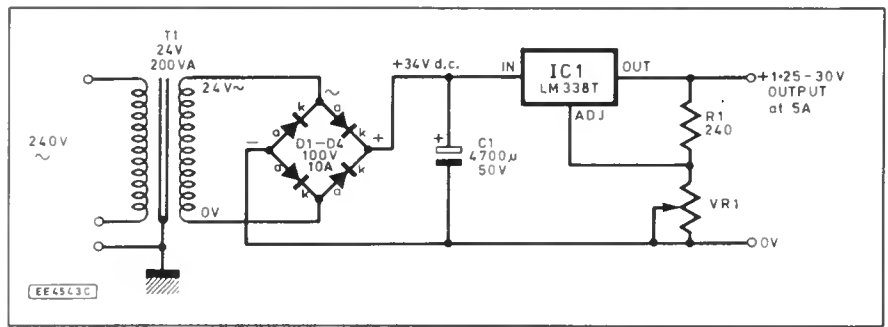 T1
24V
200VA
240V
~
24V~
0V
~
a
k
a
k
a
k
a
k
−
+
D1–D4
100V
10A
+34V d.c.
+
C1
4700μ
50V
IN
IC1
LM338T
OUT
ADJ
R1
240
VR1
+1·25–30V
OUTPUT
at 5A
0V
EE4543C